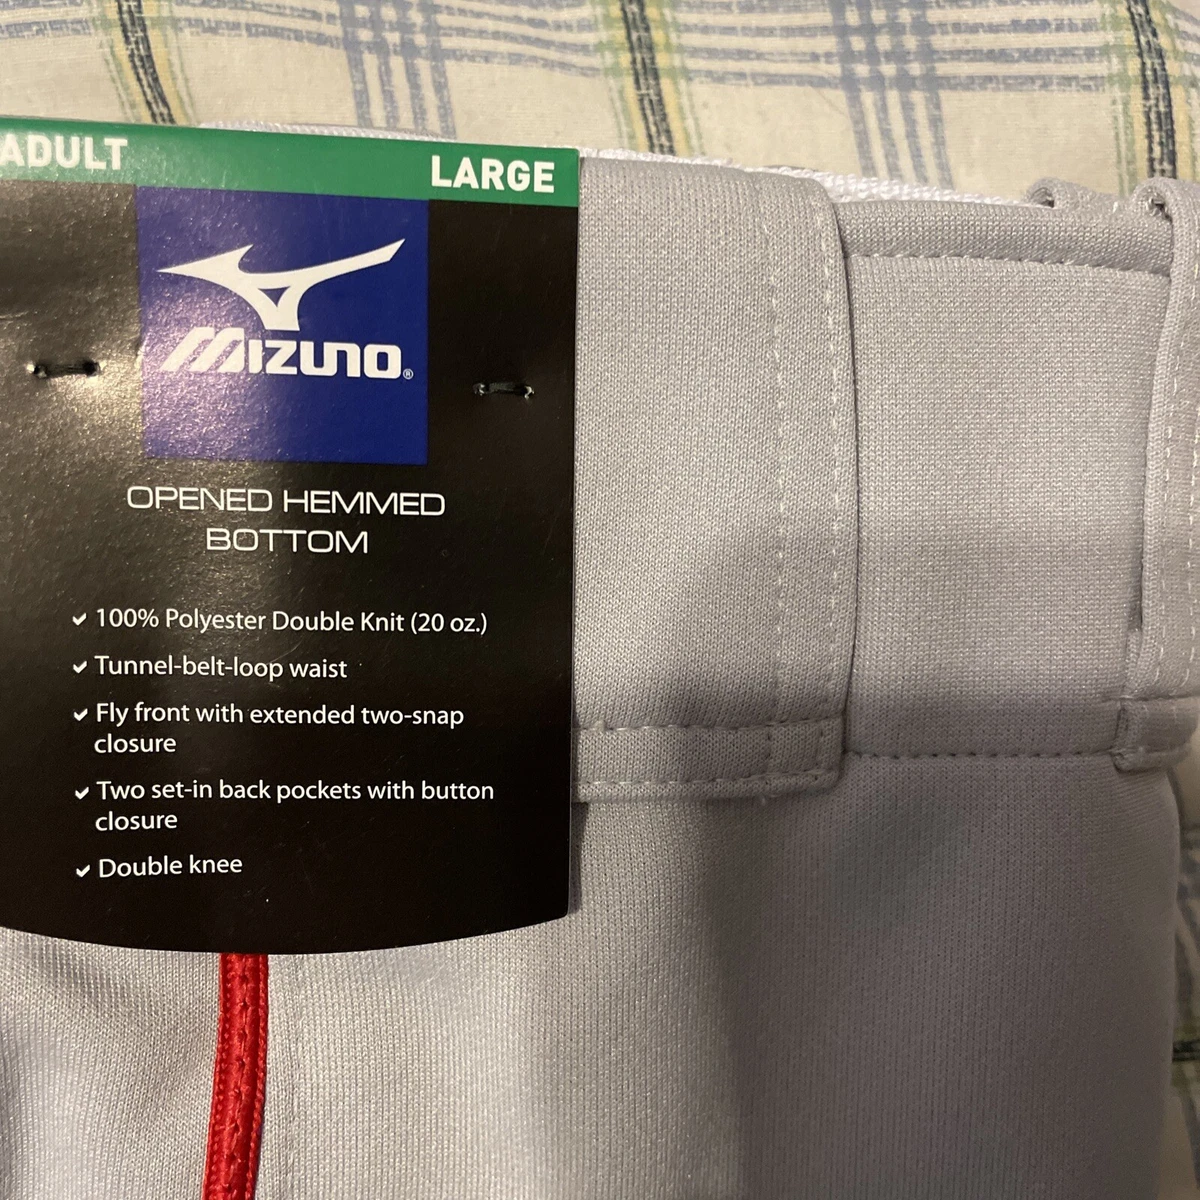 ADULT LARGE
MIZUNO®
OPENED HEMMED
BOTTOM
100% Polyester Double Knit (20 oz.)
Tunnel-belt-loop waist
Fly front with extended two-snap
closure
Two set-in back pockets with button
closure
Double knee